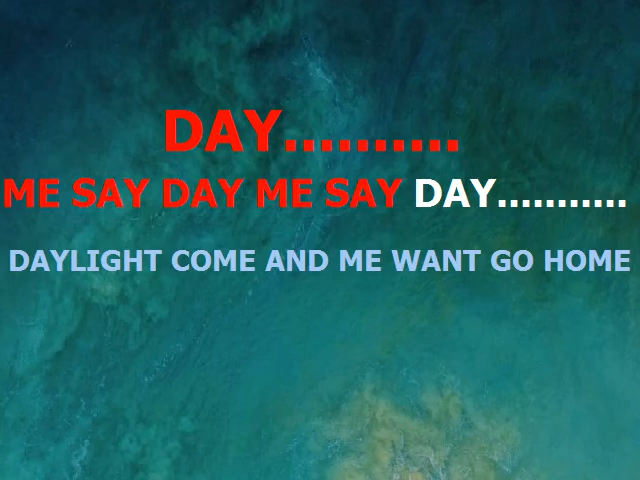 DAY..........
ME SAY DAY ME SAY DAY...........
DAYLIGHT COME AND ME WANT GO HOME